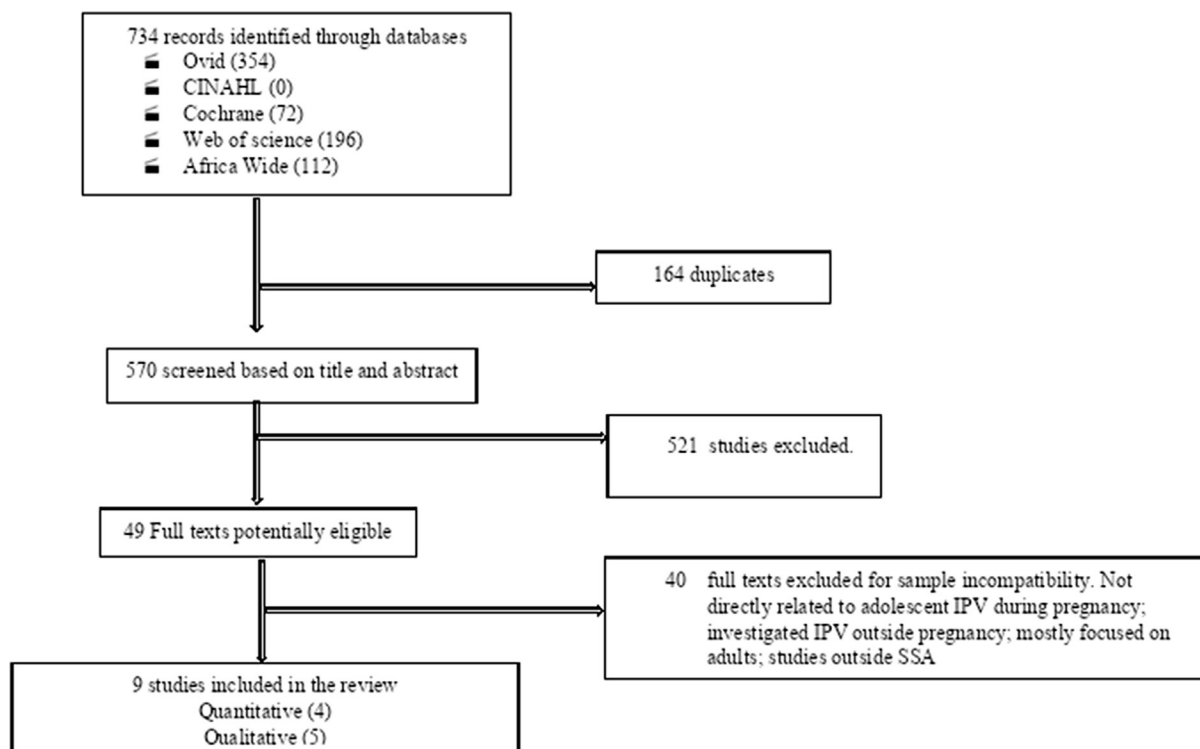 734 records identified through databases
Ovid (354)
CINAHL (0)
Cochrane (72)
Web of science (196)
Africa Wide (112)
164 duplicates
570 screened based on title and abstract
521 studies excluded.
49 Full texts potentially eligible
40 full texts excluded for sample incompatibility. Not
directly related to adolescent IPV during pregnancy;
investigated IPV outside pregnancy; mostly focused on
adults; studies outside SSA
9 studies included in the review
Quantitative (4)
Qualitative (5)